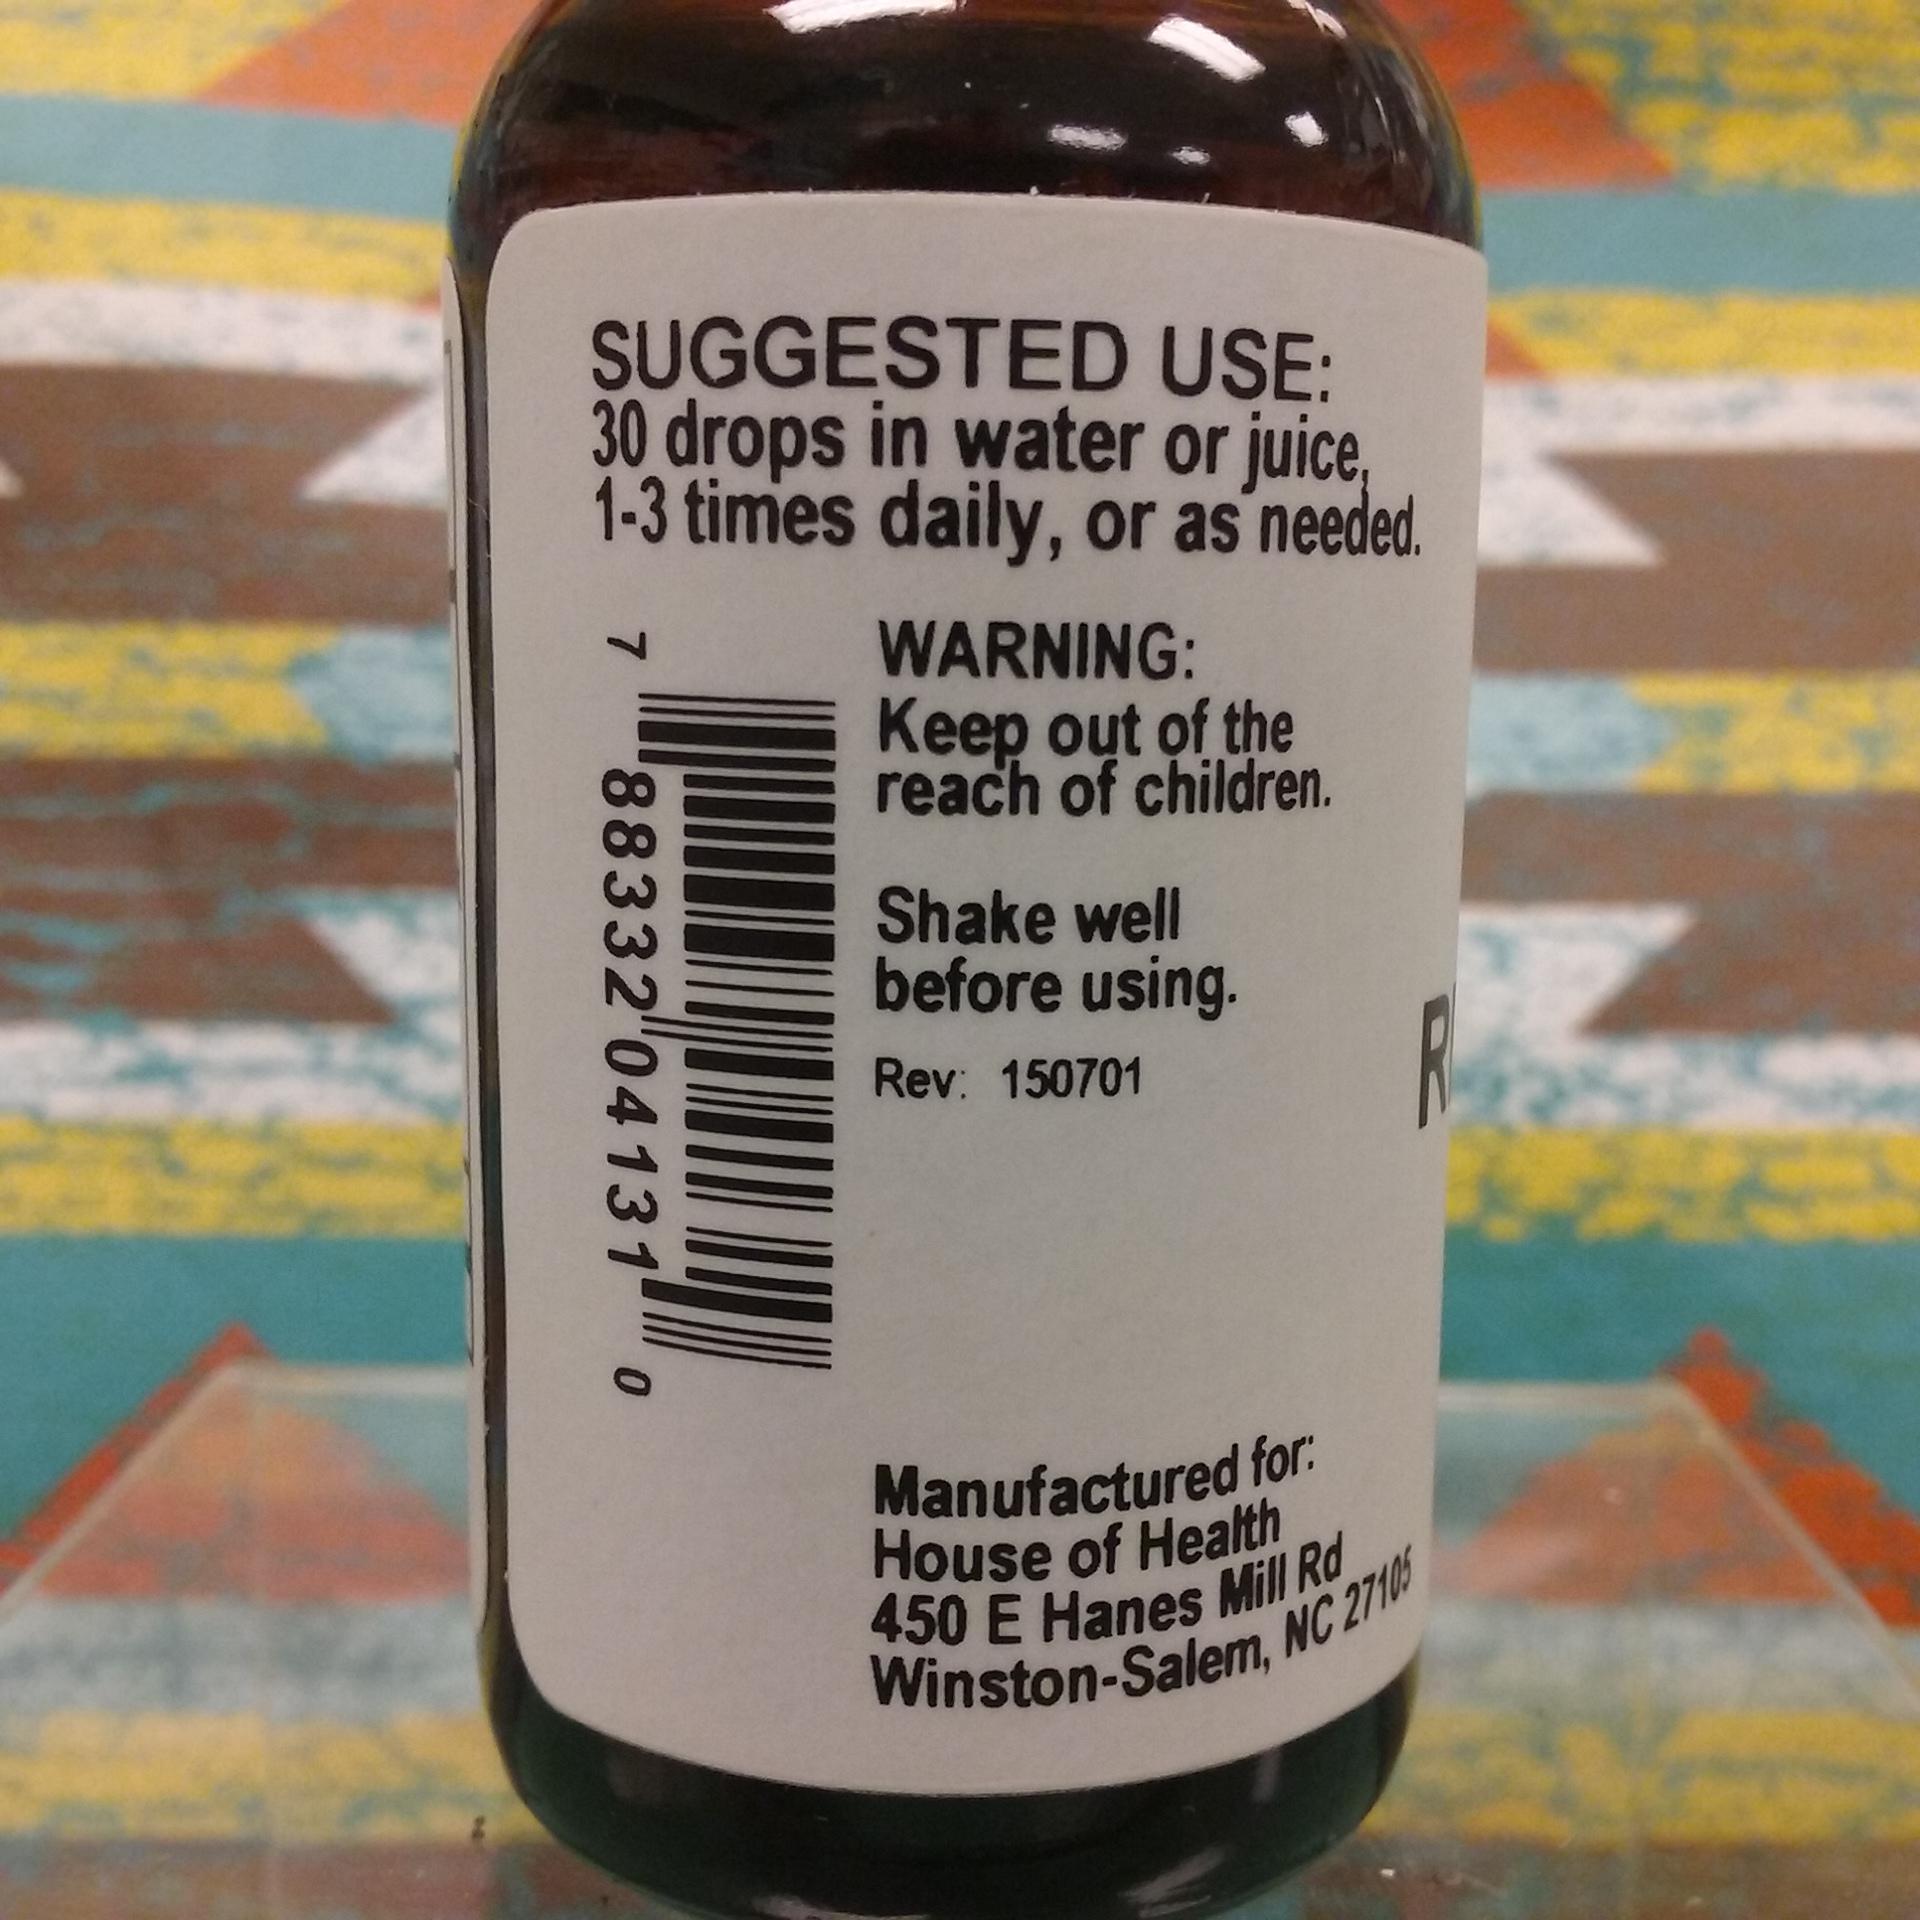 SUGGESTED USE:
30 drops in water or juice,
1-3 times daily, or as needed.
WARNING:
Keep out of the
reach of children.
Shake well
before using.
Rev: 150701
7 88332 04131 0
Manufactured for:
House of Health
450 E Hanes Mill Rd
Winston-Salem, NC 27105